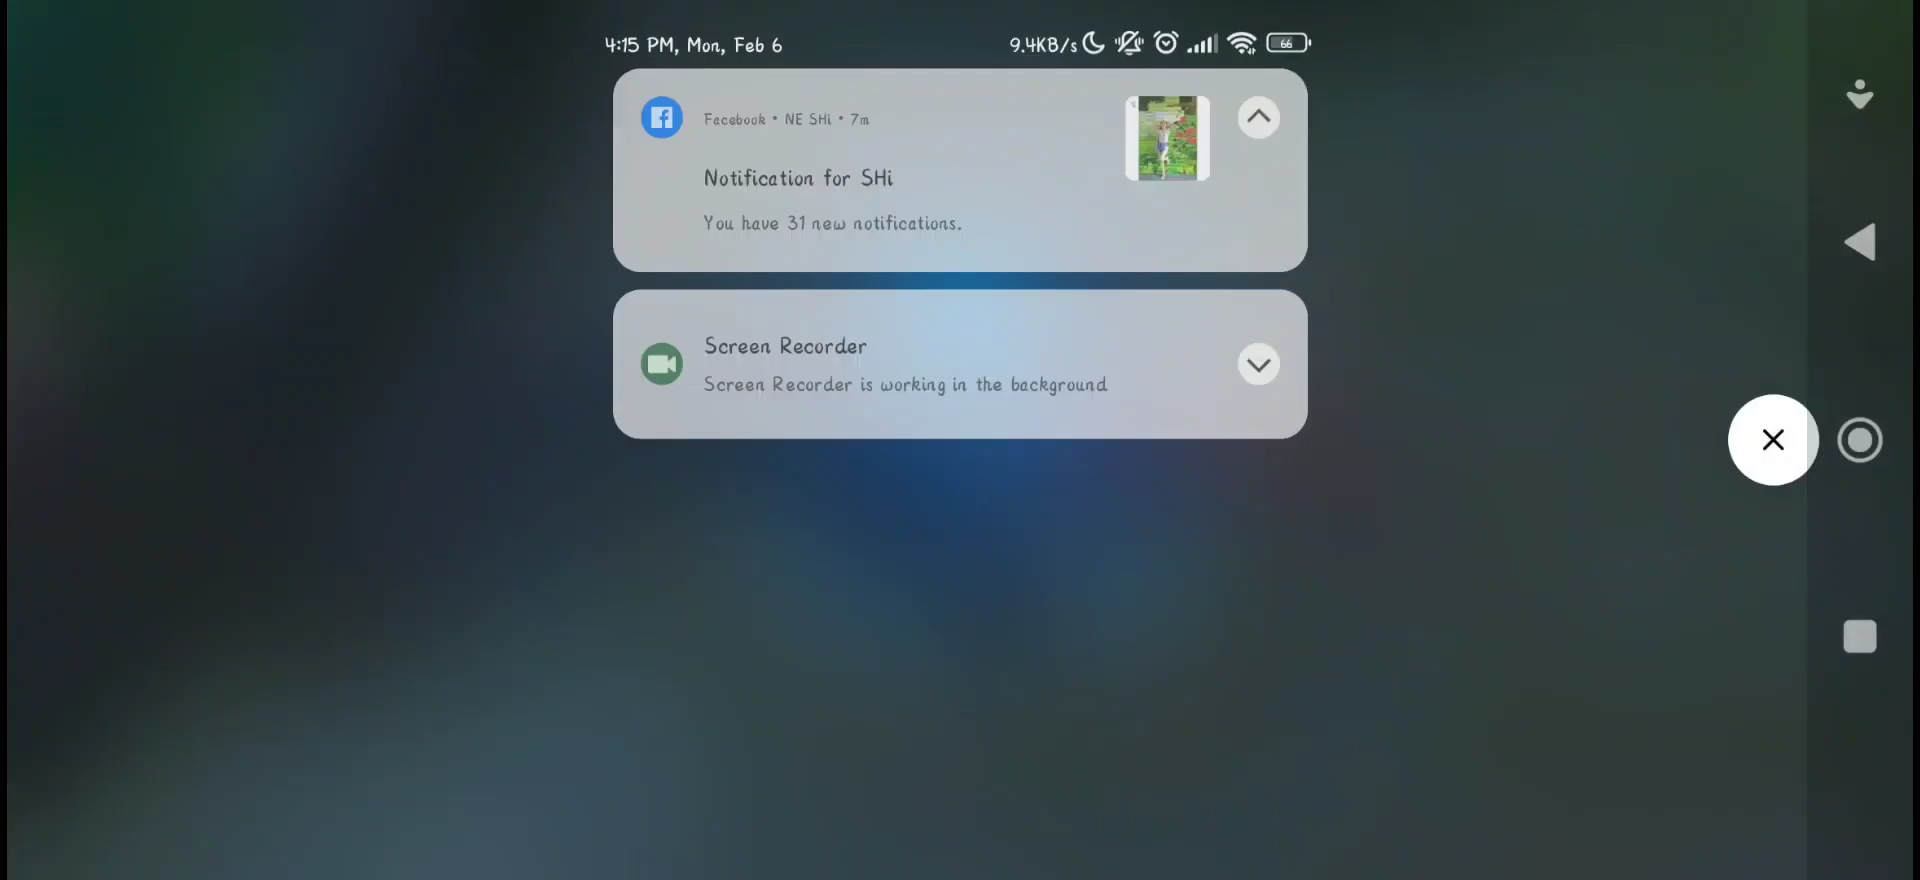 4:15 PM, Mon, Feb 6
9.4KB/s
66
Facebook • NE SHi • 7m
Notification for SHi
You have 31 new notifications.
Screen Recorder
Screen Recorder is working in the background